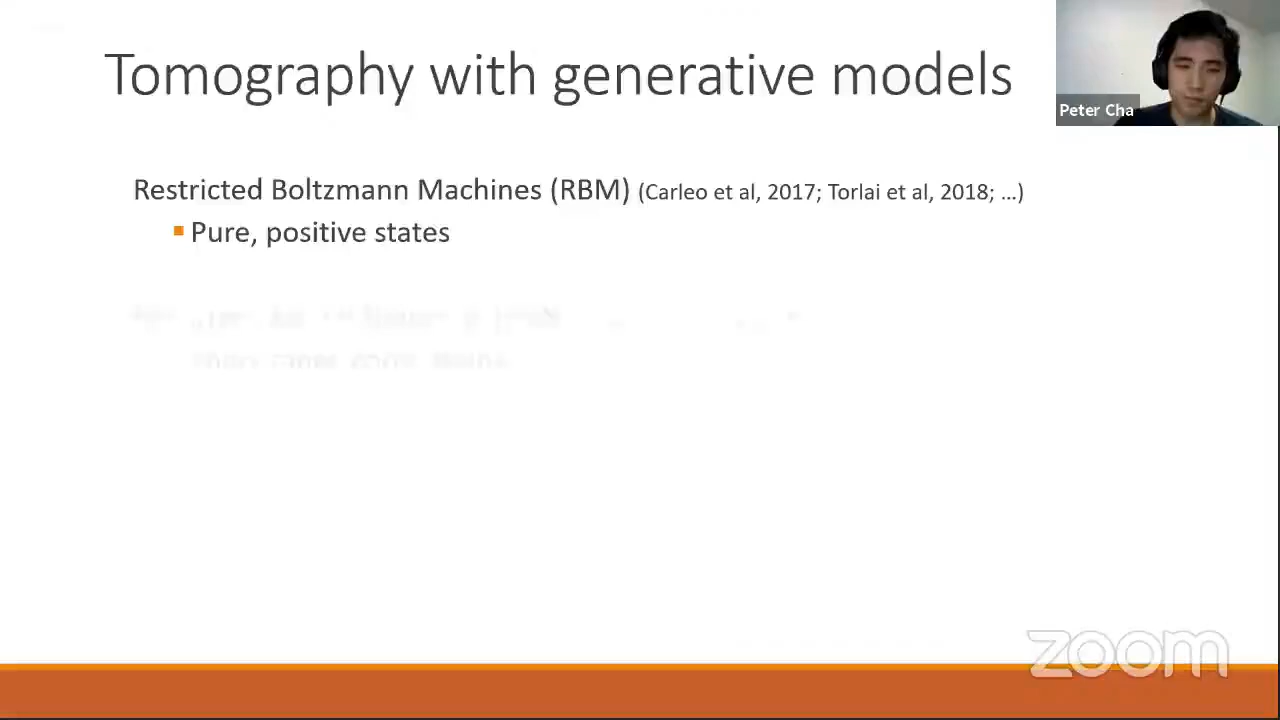 Tomography with generative models
Peter Cha
Restricted Boltzmann Machines (RBM) (Carleo et al, 2017; Torlai et al, 2018; ...)
▪ Pure, positive states
zoom